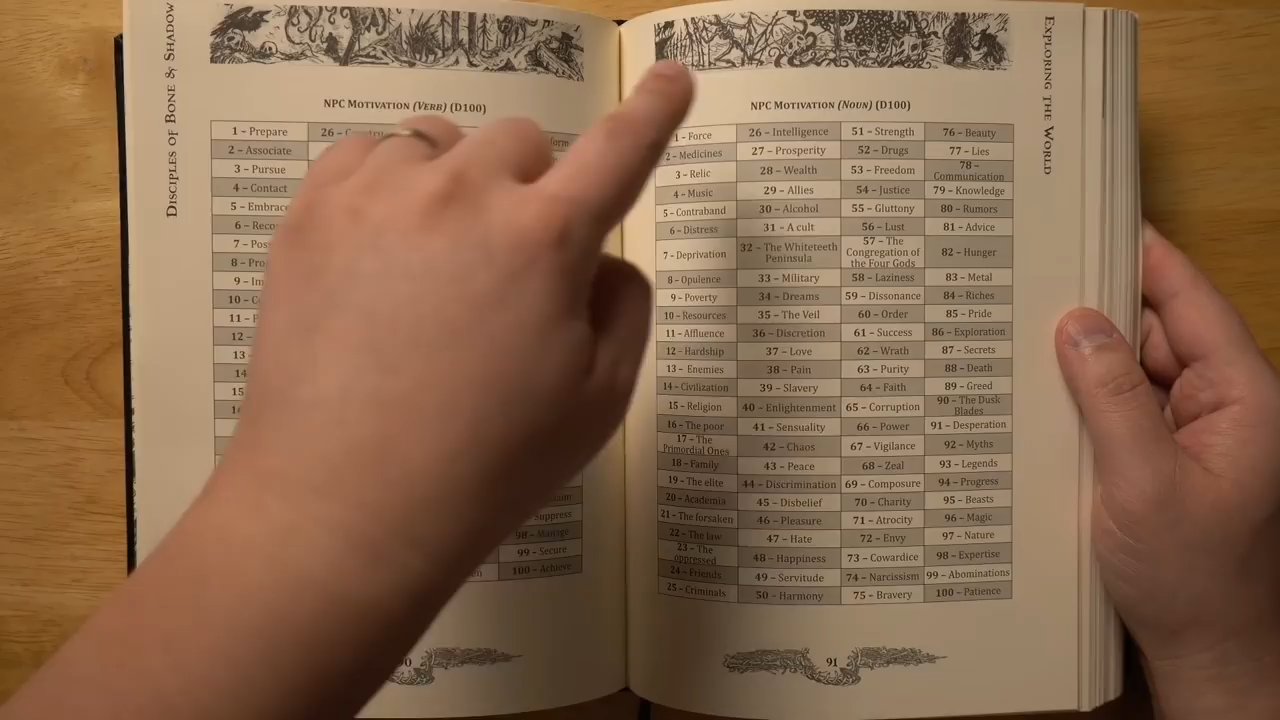 DISCIPLES OF BONE & SHADOW
NPC MOTIVATION (VERB) (D100)
1 – Prepare
2 – Associate
3 – Pursue
4 – Contact
5 –
6 –
7 –
8 –
9 –
10 –
11 –
12 –
13
14
15
98 – Manage
99 – Secure
100 – Achieve
EXPLORING THE WORLD
NPC MOTIVATION (NOUN) (D100)
1 – Force 26 – Intelligence 51 – Strength 76 – Beauty
2 – Medicines 27 – Prosperity 52 – Drugs 77 – Lies
3 – Relic 28 – Wealth 53 – Freedom 78 –
Communication
4 – Music 29 – Allies 54 – Justice 79 – Knowledge
5 – Contraband 30 – Alcohol 55 – Gluttony 80 – Rumors
6 – Distress 31 – A cult 56 – Lust 81 – Advice
7 – Deprivation 32 – The Whiteteeth
Peninsula 57 – The
Congregation of
the Four Gods 82 – Hunger
8 – Opulence 33 – Military 58 – Laziness 83 – Metal
9 – Poverty 34 – Dreams 59 – Dissonance 84 – Riches
10 – Resources 35 – The Veil 60 – Order 85 – Pride
11 – Affluence 36 – Discretion 61 – Success 86 – Exploration
12 – Hardship 37 – Love 62 – Wrath 87 – Secrets
13 – Enemies 38 – Pain 63 – Purity 88 – Death
14 – Civilization 39 – Slavery 64 – Faith 89 – Greed
15 – Religion 40 – Enlightenment 65 – Corruption 90 – The Dusk
Blades
16 – The poor 41 – Sensuality 66 – Power 91 – Desperation
17 – The
Primordial Ones 42 – Chaos 67 – Vigilance 92 – Myths
18 – Family 43 – Peace 68 – Zeal 93 – Legends
19 – The elite 44 – Discrimination 69 – Composure 94 – Progress
20 – Academia 45 – Disbelief 70 – Charity 95 – Beasts
21 – The forsaken 46 – Pleasure 71 – Atrocity 96 – Magic
22 – The law 47 – Hate 72 – Envy 97 – Nature
23 – The
oppressed 48 – Happiness 73 – Cowardice 98 – Expertise
24 – Friends 49 – Servitude 74 – Narcissism 99 – Abominations
25 – Criminals 50 – Harmony 75 – Bravery 100 – Patience
91